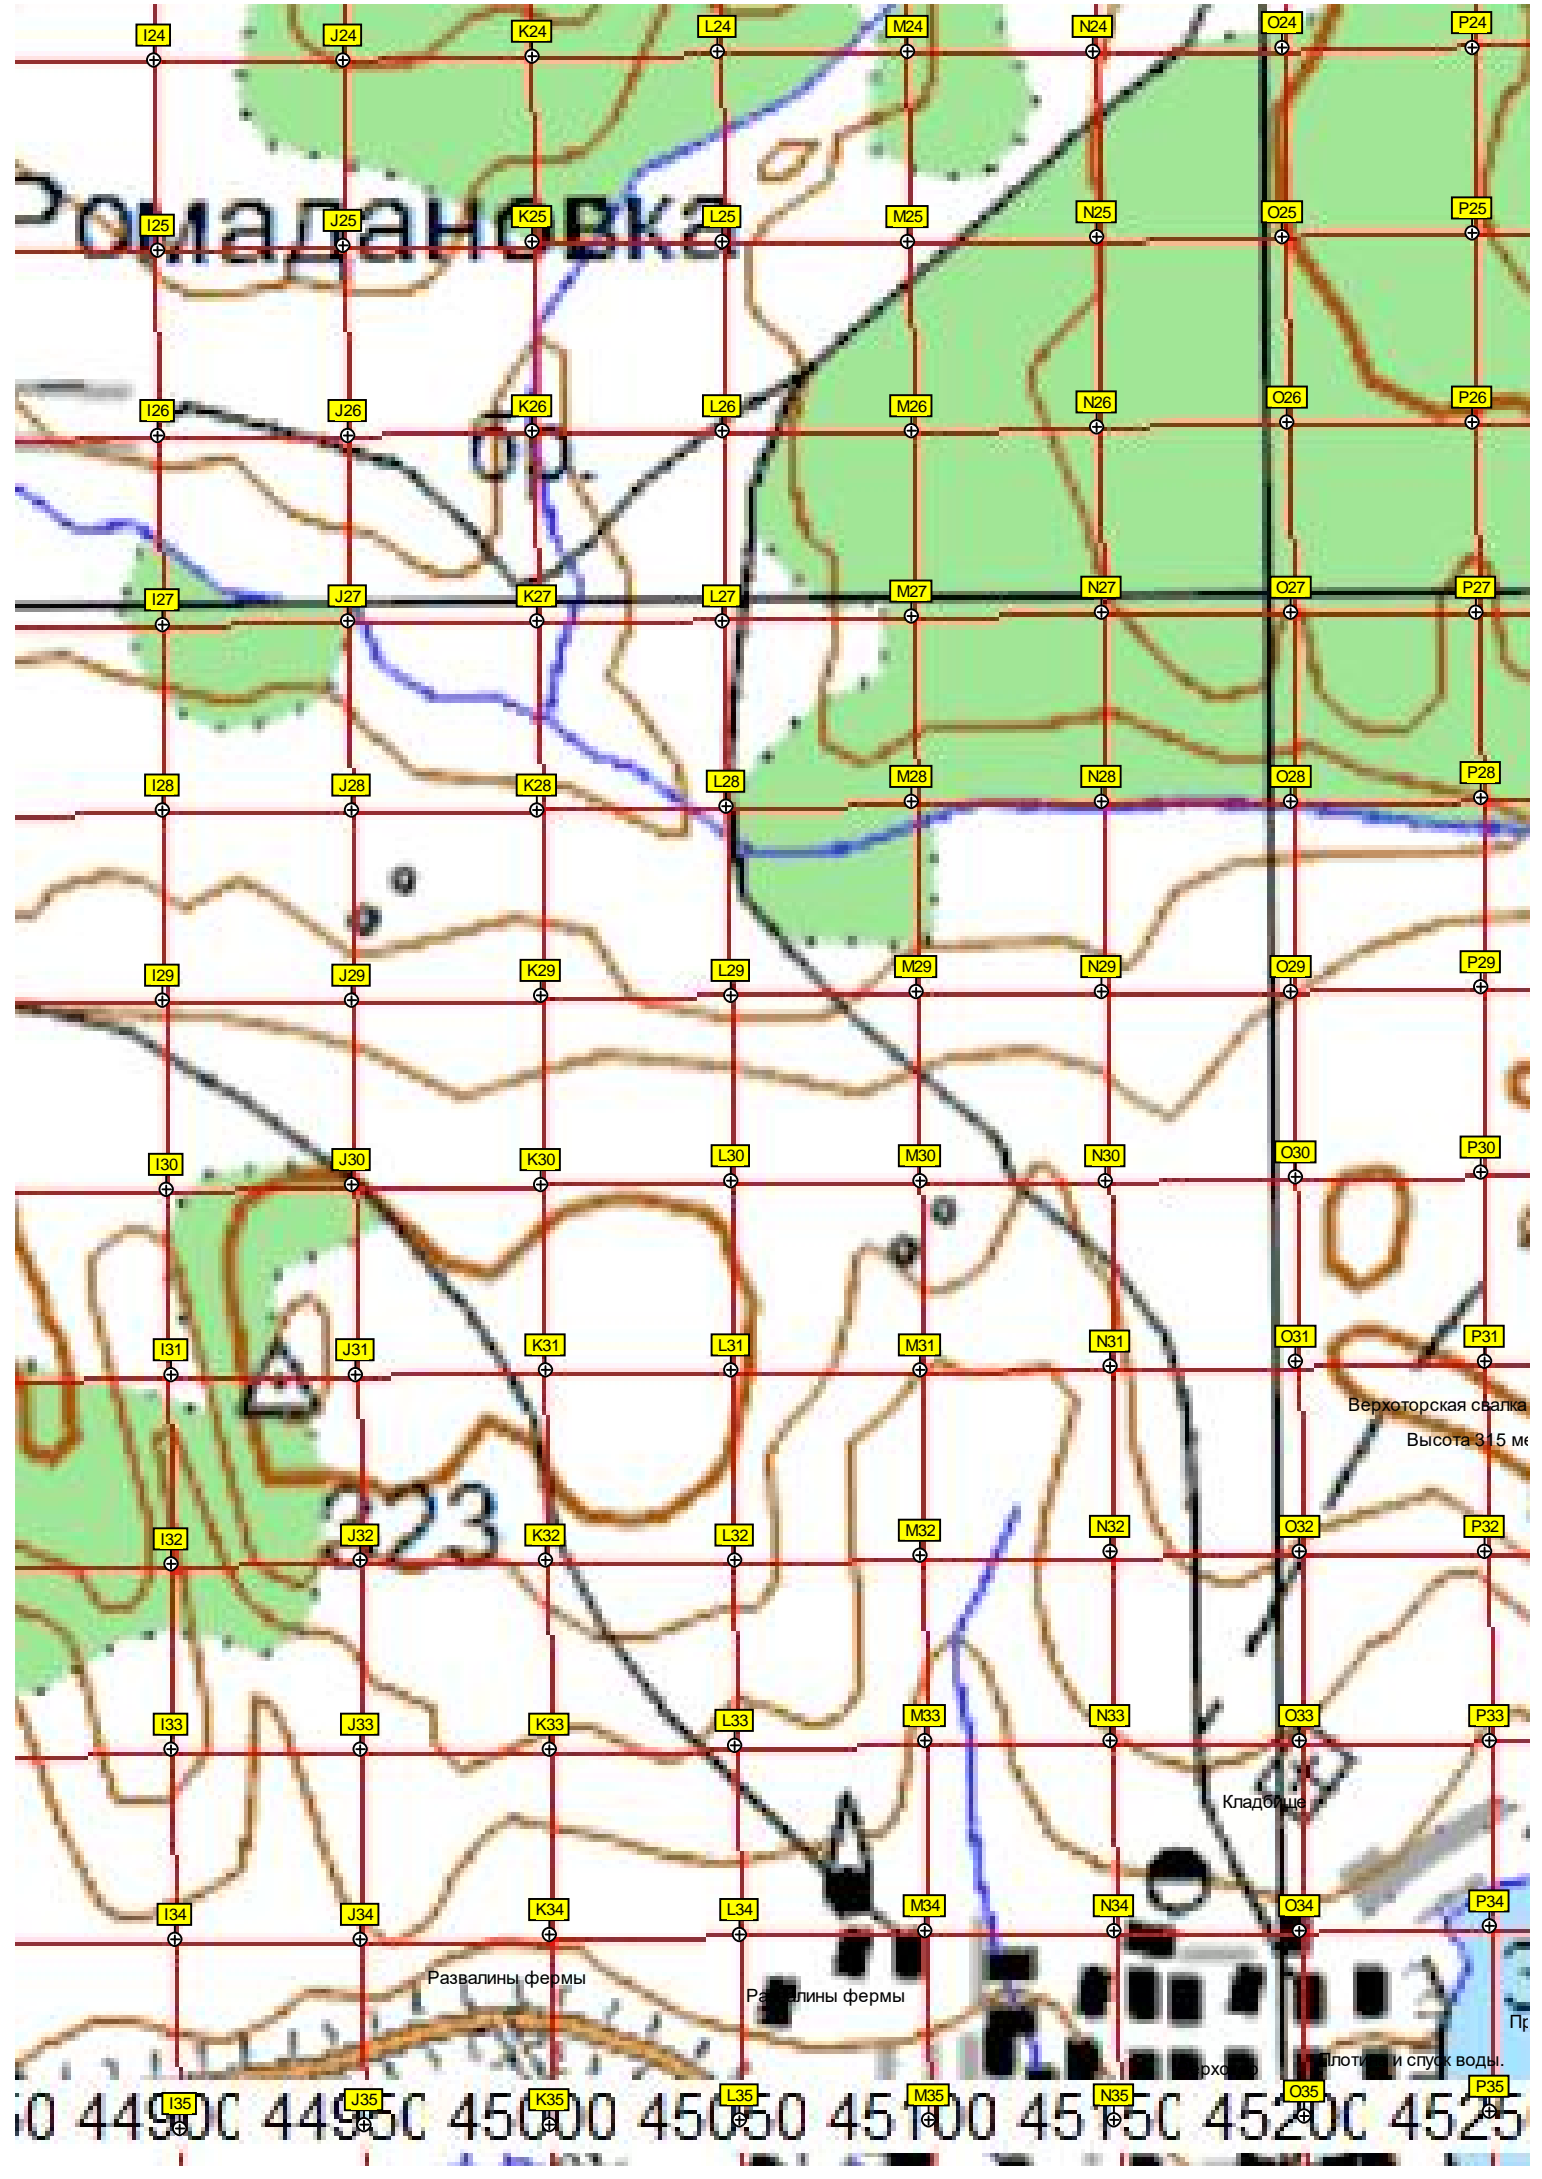 I24 J24 K24 L24 M24 N24 O24 P24
Ромадановка
I25 J25 K25 L25 M25 N25 O25 P25
I26 J26 K26 L26 M26 N26 O26 P26
I27 J27 K27 L27 M27 N27 O27 P27
I28 J28 K28 L28 M28 N28 O28 P28
I29 J29 K29 L29 M29 N29 O29 P29
I30 J30 K30 L30 M30 N30 O30 P30
I31 J31 K31 L31 M31 N31 O31 P31
Верхоторская свалка
Высота 315
323
I32 J32 K32 L32 M32 N32 O32 P32
I33 J33 K33 L33 M33 N33 O33 P33
Кладбище
I34 J34 K34 L34 M34 N34 O34 P34
Развалины фермы
Развалины фермы
Плотина и спуск воды.
I35 J35 K35 L35 M35 N35 O35 P35